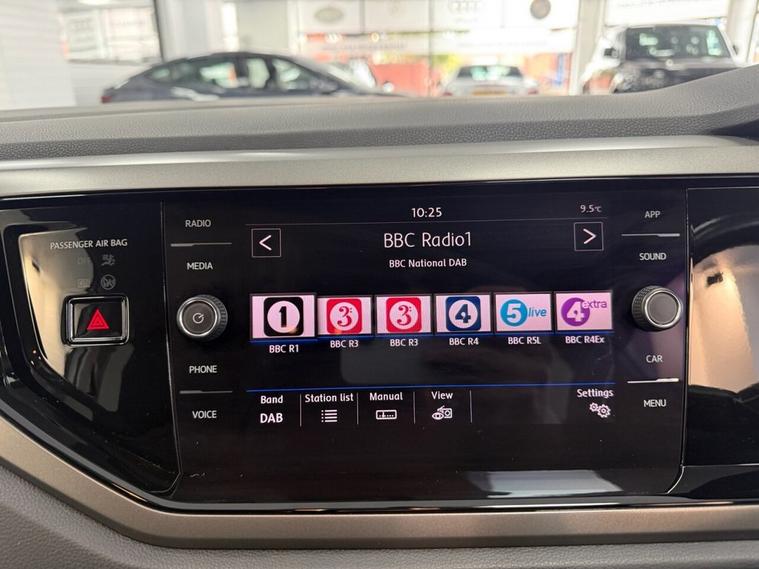 10:25
9.5°C
RADIO
MEDIA
PHONE
VOICE
PASSENGER AIR BAG
BBC Radio1
BBC National DAB
1
3
3
4
5 live
4 extra
BBC R1
BBC R3
BBC R3
BBC R4
BBC R5L
BBC R4Ex
Band
DAB
Station list
Manual
View
Settings
APP
SOUND
CAR
MENU